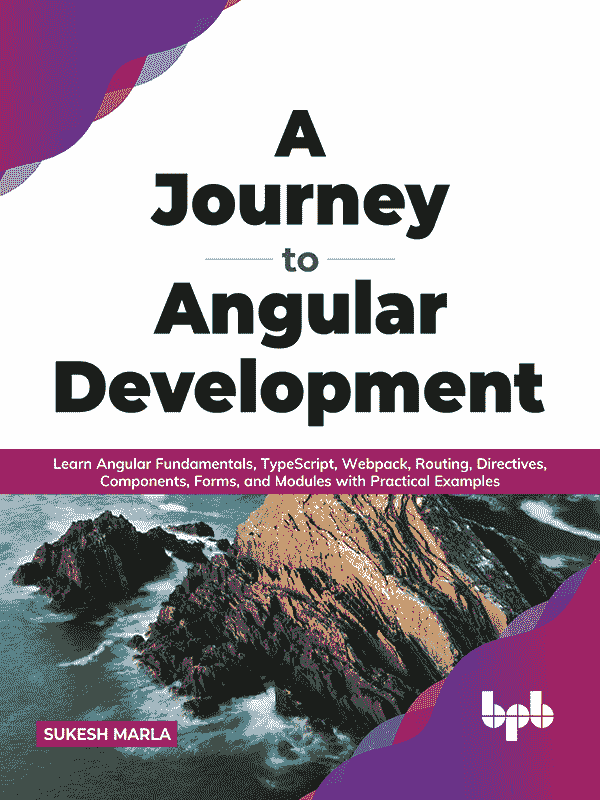 A
Journey
to
Angular
Development
Learn Angular Fundamentals, TypeScript, Webpack, Routing, Directives,
Components, Forms, and Modules with Practical Examples
SUKESH MARLA
bpb